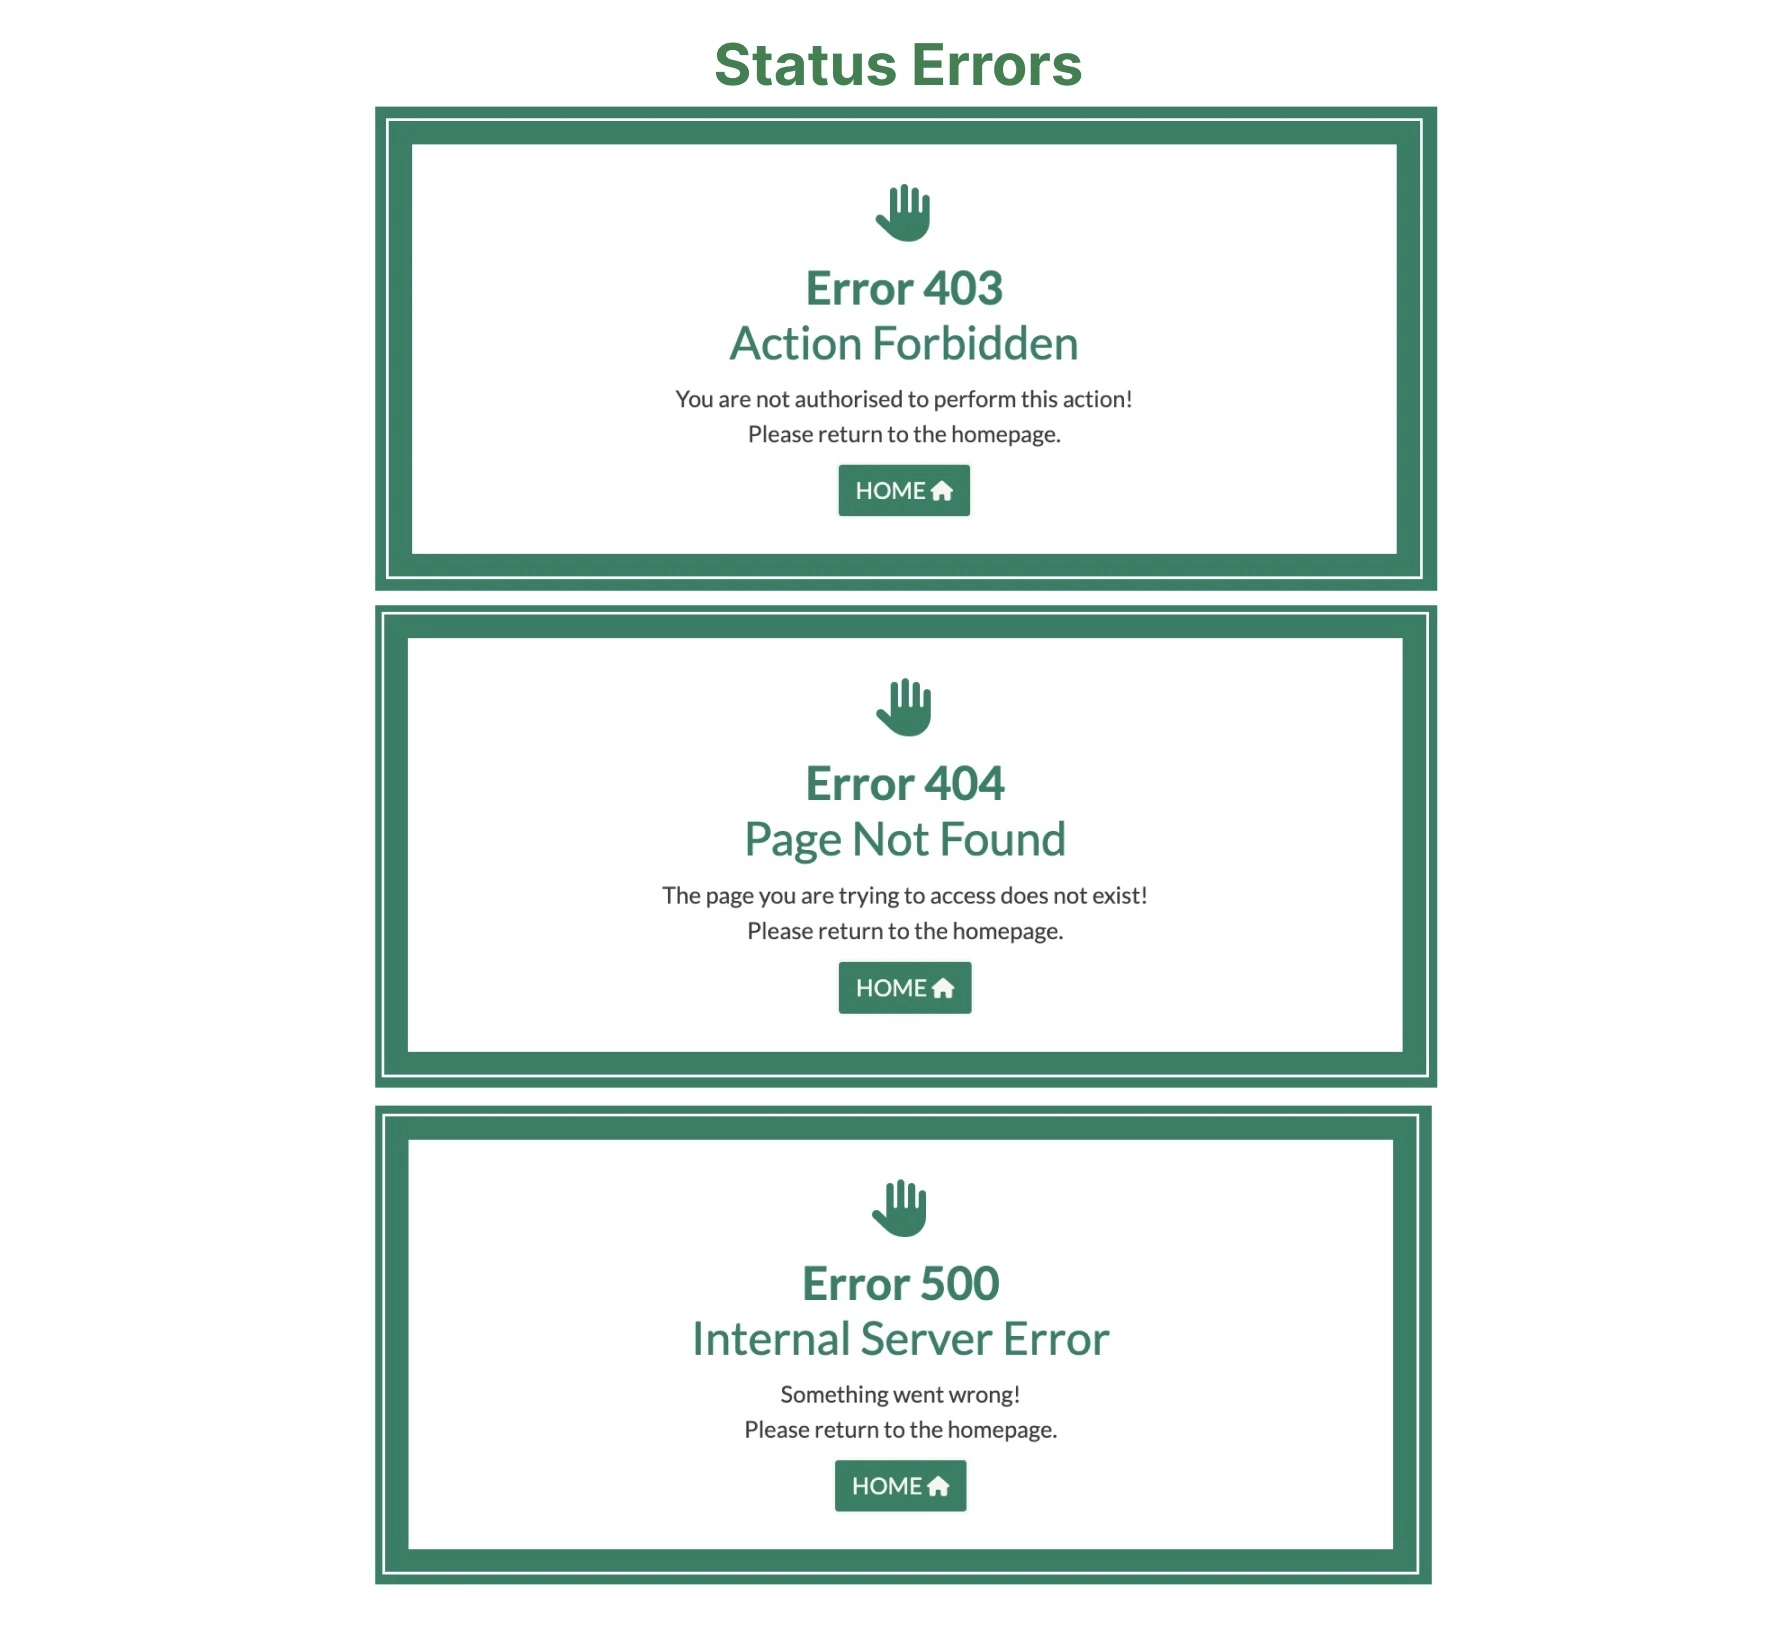 Status Errors
Error 403
Action Forbidden
You are not authorised to perform this action!
Please return to the homepage.
HOME
Error 404
Page Not Found
The page you are trying to access does not exist!
Please return to the homepage.
HOME
Error 500
Internal Server Error
Something went wrong!
Please return to the homepage.
HOME